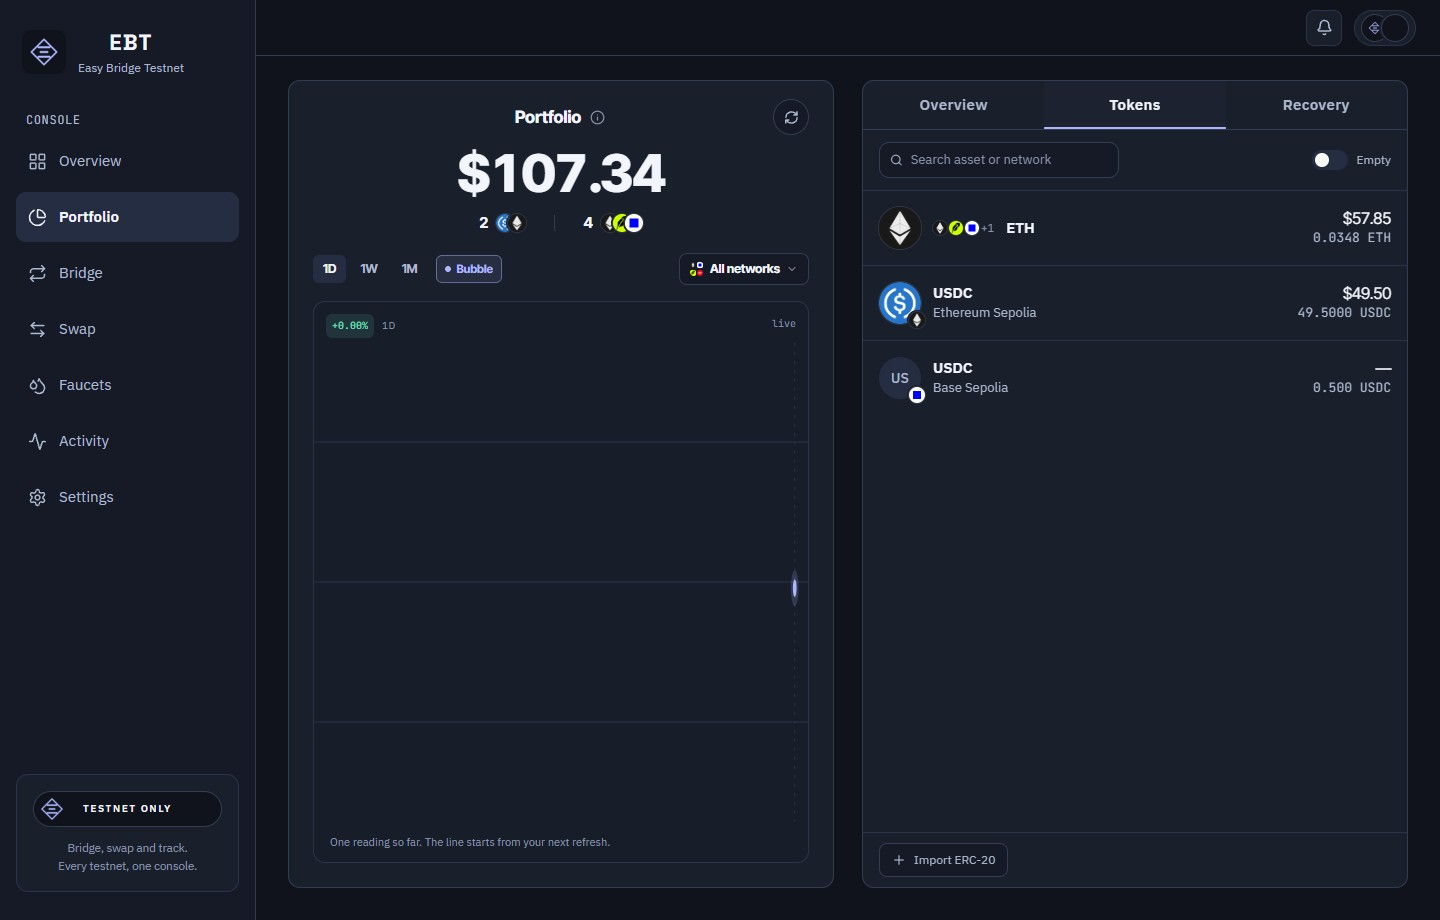 EBT
Easy Bridge Testnet
CONSOLE
Overview
Portfolio
Bridge
Swap
Faucets
Activity
Settings
TESTNET ONLY
Bridge, swap and track.
Every testnet, one console.
Portfolio
$107.34
2
4
1D 1W 1M Bubble
All networks
+0.00% 1D
live
One reading so far. The line starts from your next refresh.
Overview Tokens Recovery
Search asset or network
Empty
+1 ETH
$57.85
0.0348 ETH
USDC
Ethereum Sepolia
$49.50
49.5000 USDC
US
USDC
Base Sepolia
—
0.500 USDC
Import ERC-20